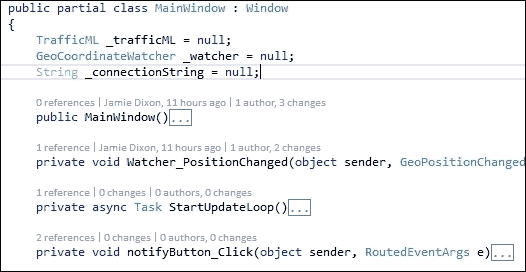 public partial class MainWindow : Window
{
TrafficML _trafficML = null;
GeoCoordinateWatcher _watcher = null;
String _connectionString = null;
0 references | Jamie Dixon, 11 hours ago | 1 author, 3 changes
public MainWindow()...
1 reference | Jamie Dixon, 11 hours ago | 1 author, 2 changes
private void Watcher_PositionChanged(object sender, GeoPositionChanged
1 reference | 0 changes | 0 authors, 0 changes
private async Task StartUpdateLoop()...
2 references | 0 changes | 0 authors, 0 changes
private void notifyButton_Click(object sender, RoutedEventArgs e)...